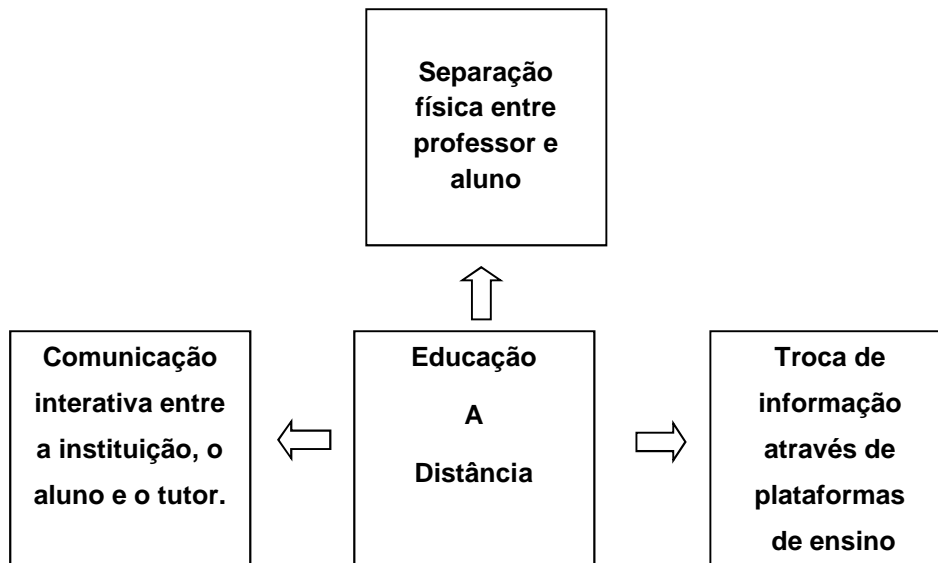 Separação
física entre
professor e
aluno
Comunicação
interativa entre
a instituição, o
aluno e o tutor.
Educação
A
Distância
Troca de
informação
através de
plataformas
de ensino